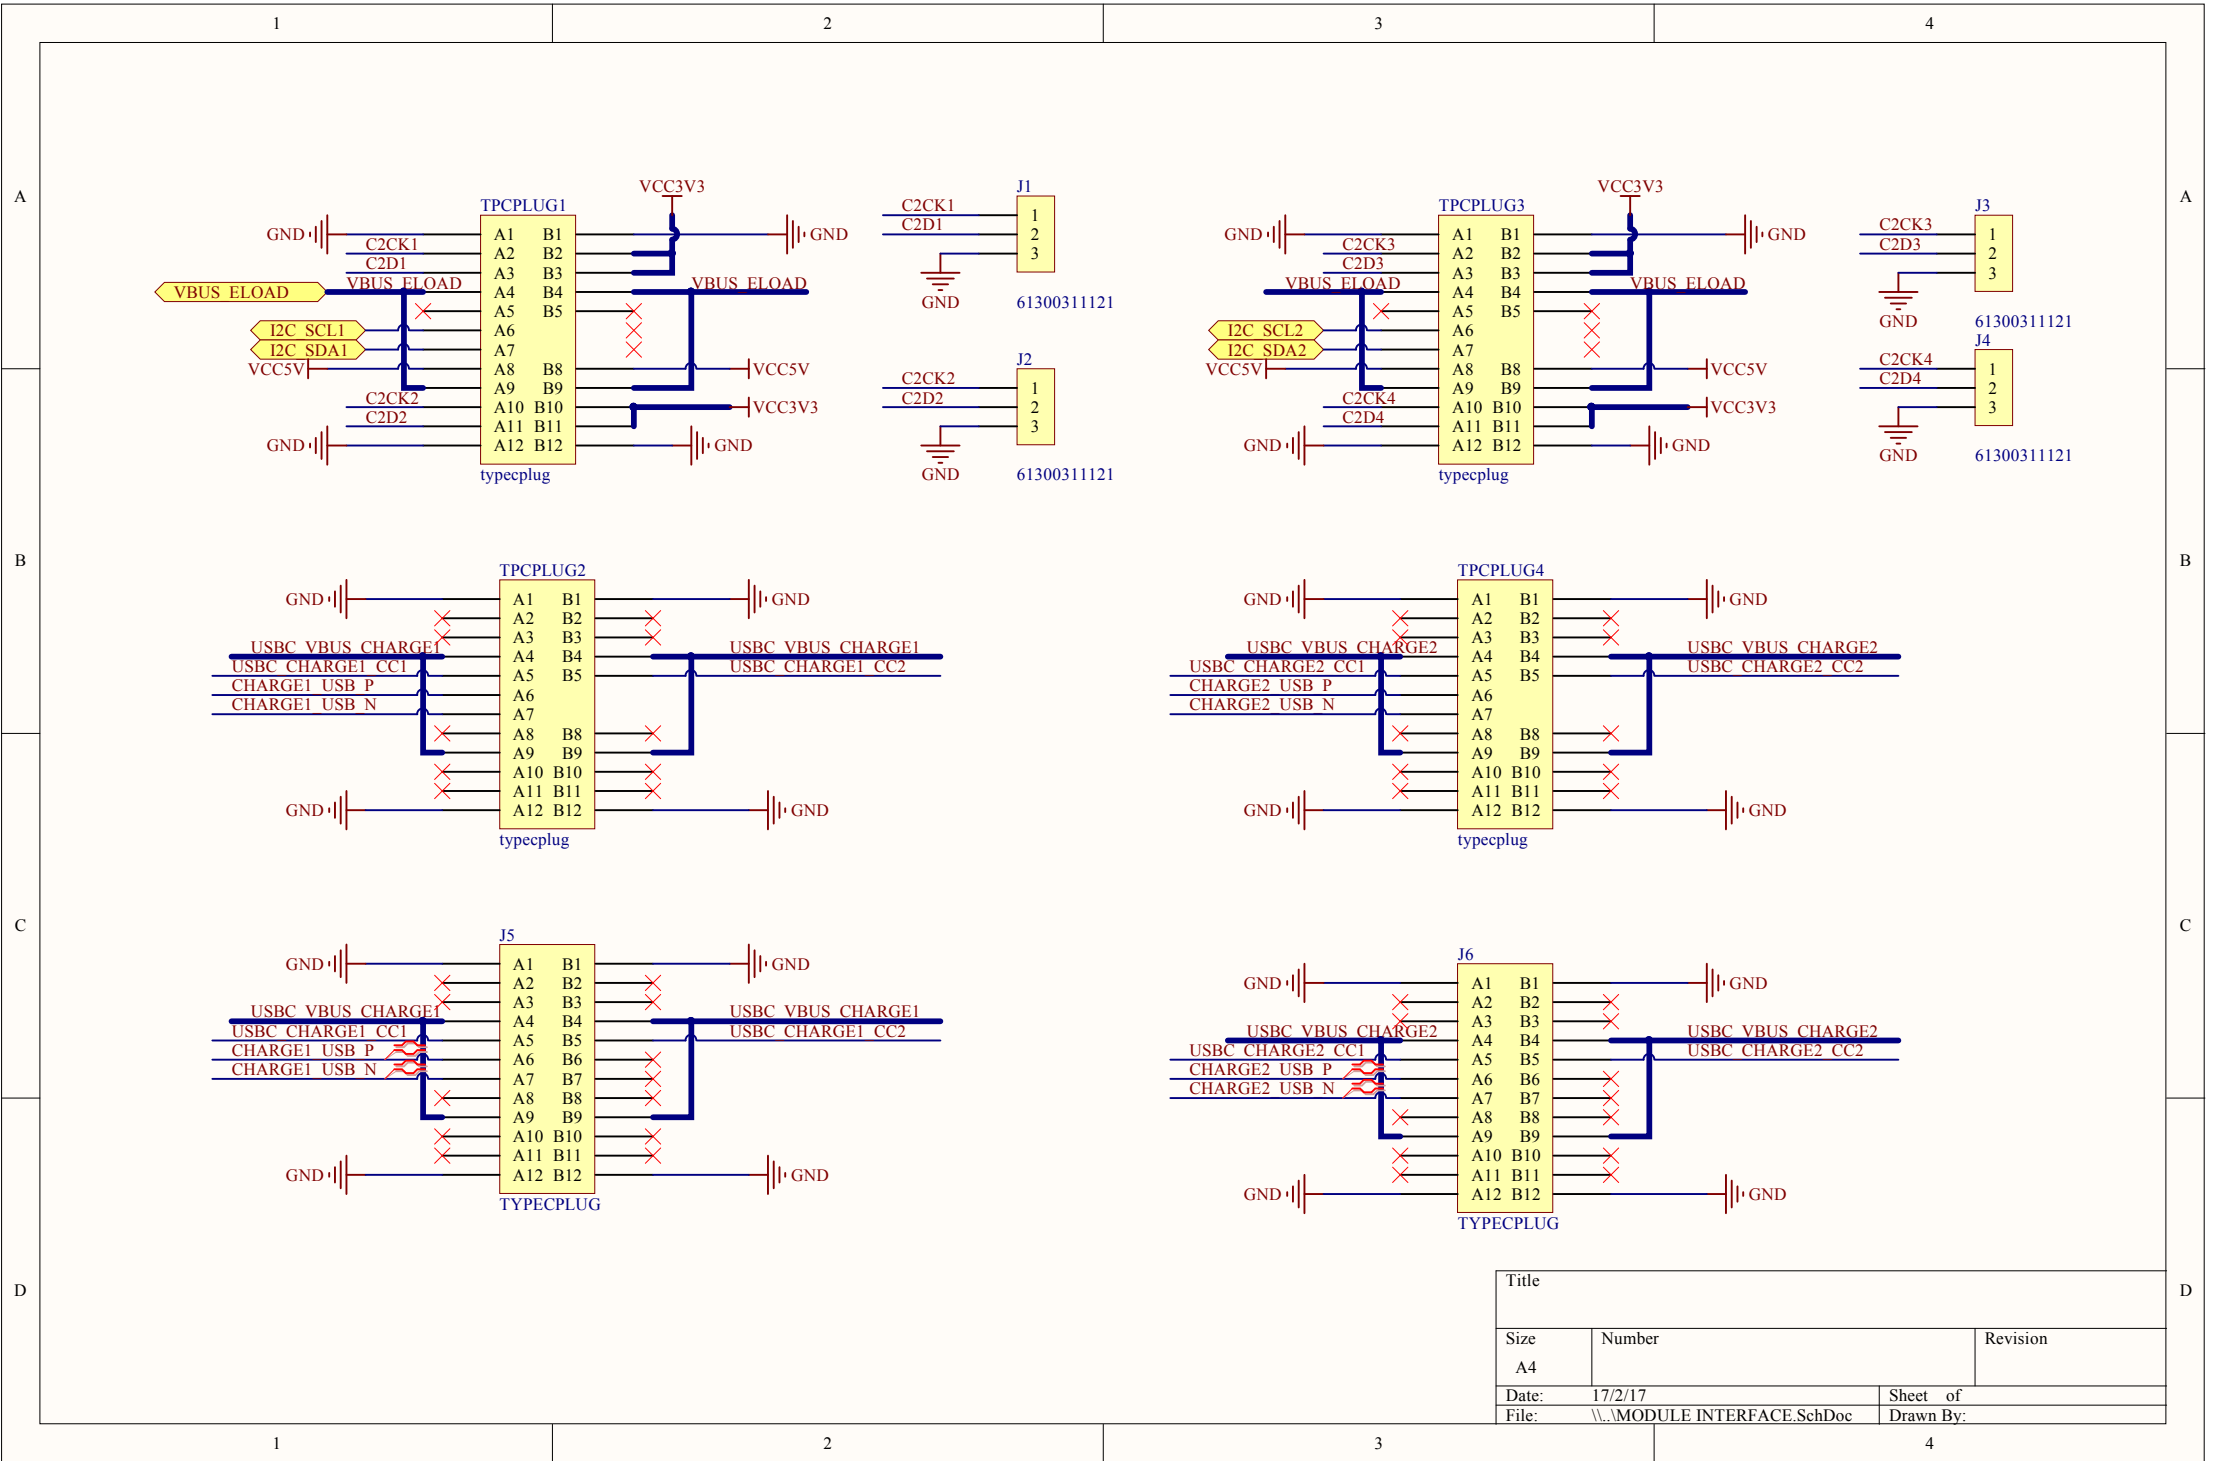 1 2 3 4
A A
B B
C C
D D
TPCPLUG1
VCC3V3
GND A1 B1 GND
C2CK1 A2 B2
C2D1 A3 B3
VBUS_ELOAD VBUS_ELOAD A4 B4 VBUS_ELOAD
A5 B5
I2C_SCL1 A6
I2C_SDA1 A7
VCC5V A8 B8 VCC5V
A9 B9
C2CK2 A10 B10 VCC3V3
C2D2 A11 B11
GND A12 B12 GND
typecplug
J1
C2CK1 1
C2D1 2
3
GND
61300311121
J2
C2CK2 1
C2D2 2
3
GND
61300311121
TPCPLUG3
VCC3V3
GND A1 B1 GND
C2CK3 A2 B2
C2D3 A3 B3
VBUS_ELOAD A4 B4 VBUS_ELOAD
A5 B5
I2C_SCL2 A6
I2C_SDA2 A7
VCC5V A8 B8 VCC5V
A9 B9
C2CK4 A10 B10 VCC3V3
C2D4 A11 B11
GND A12 B12 GND
typecplug
J3
C2CK3 1
C2D3 2
3
GND
61300311121
J4
C2CK4 1
C2D4 2
3
GND
61300311121
TPCPLUG2
GND A1 B1 GND
A2 B2
A3 B3
USBC_VBUS_CHARGE1 A4 B4 USBC_VBUS_CHARGE1
USBC_CHARGE1_CC1 A5 B5 USBC_CHARGE1_CC2
CHARGE1_USB_P A6
CHARGE1_USB_N A7
A8 B8
A9 B9
A10 B10
A11 B11
GND A12 B12 GND
typecplug
TPCPLUG4
GND A1 B1 GND
A2 B2
A3 B3
USBC_VBUS_CHARGE2 A4 B4 USBC_VBUS_CHARGE2
USBC_CHARGE2_CC1 A5 B5 USBC_CHARGE2_CC2
CHARGE2_USB_P A6
CHARGE2_USB_N A7
A8 B8
A9 B9
A10 B10
A11 B11
GND A12 B12 GND
typecplug
J5
GND A1 B1 GND
A2 B2
A3 B3
USBC_VBUS_CHARGE1 A4 B4 USBC_VBUS_CHARGE1
USBC_CHARGE1_CC1 A5 B5 USBC_CHARGE1_CC2
CHARGE1_USB_P A6 B6
CHARGE1_USB_N A7 B7
A8 B8
A9 B9
A10 B10
A11 B11
GND A12 B12 GND
TYPECPLUG
J6
GND A1 B1 GND
A2 B2
A3 B3
USBC_VBUS_CHARGE2 A4 B4 USBC_VBUS_CHARGE2
USBC_CHARGE2_CC1 A5 B5 USBC_CHARGE2_CC2
CHARGE2_USB_P A6 B6
CHARGE2_USB_N A7 B7
A8 B8
A9 B9
A10 B10
A11 B11
GND A12 B12 GND
TYPECPLUG
Title
Size Number Revision
A4
Date: 17/2/17 Sheet of
File: \\..\MODULE INTERFACE.SchDoc Drawn By:
1 2 3 4